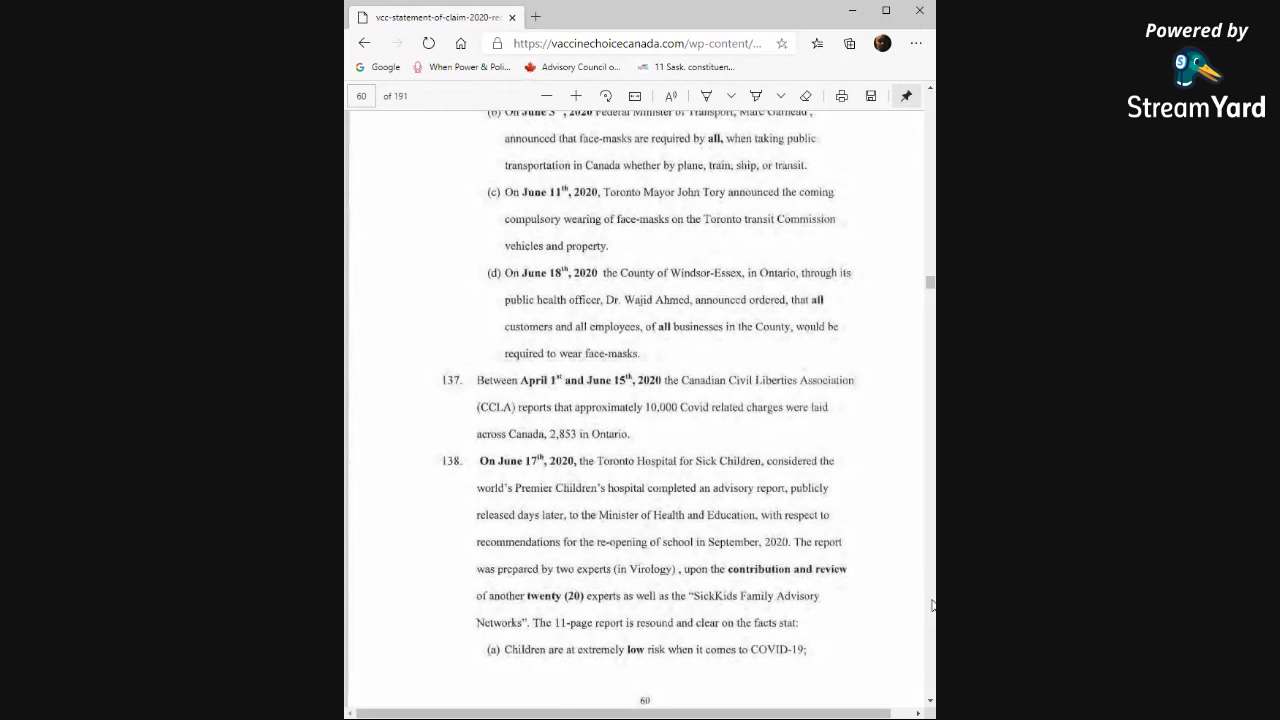 vcc-statement-of-claim-2020-re
https://vaccinechoicecanada.com/wp-content/...
Google
When Power & Poli...
Advisory Council o...
11 Sask. constituen...
60 of 191
(b) On June 3rd, 2020 Federal Minister of Transport, Marc Garneau,
announced that face-masks are required by all, when taking public
transportation in Canada whether by plane, train, ship, or transit.
(c) On June 11th, 2020, Toronto Mayor John Tory announced the coming
compulsory wearing of face-masks on the Toronto transit Commission
vehicles and property.
(d) On June 18th, 2020 the County of Windsor-Essex, in Ontario, through its
public health officer, Dr. Wajid Ahmed, announced ordered, that all
customers and all employees, of all businesses in the County, would be
required to wear face-masks.
137. Between April 1st and June 15th, 2020 the Canadian Civil Liberties Association
(CCLA) reports that approximately 10,000 Covid related charges were laid
across Canada, 2,853 in Ontario.
138. On June 17th, 2020, the Toronto Hospital for Sick Children, considered the
world's Premier Children's hospital completed an advisory report, publicly
released days later, to the Minister of Health and Education, with respect to
recommendations for the re-opening of school in September, 2020. The report
was prepared by two experts (in Virology) , upon the contribution and review
of another twenty (20) experts as well as the "SickKids Family Advisory
Networks". The 11-page report is resound and clear on the facts stat:
(a) Children are at extremely low risk when it comes to COVID-19;
60
Powered by
StreamYard